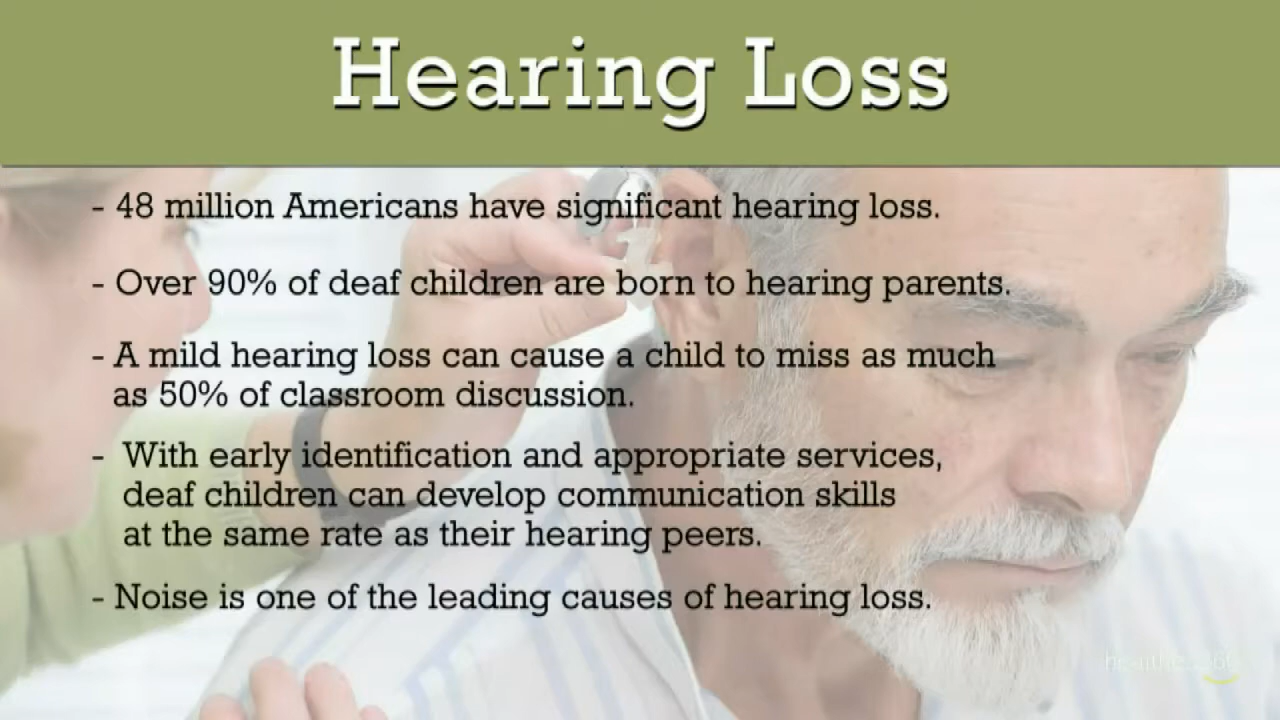 Hearing Loss
- 48 million Americans have significant hearing loss.
- Over 90% of deaf children are born to hearing parents.
- A mild hearing loss can cause a child to miss as much
as 50% of classroom discussion.
- With early identification and appropriate services,
deaf children can develop communication skills
at the same rate as their hearing peers.
- Noise is one of the leading causes of hearing loss.